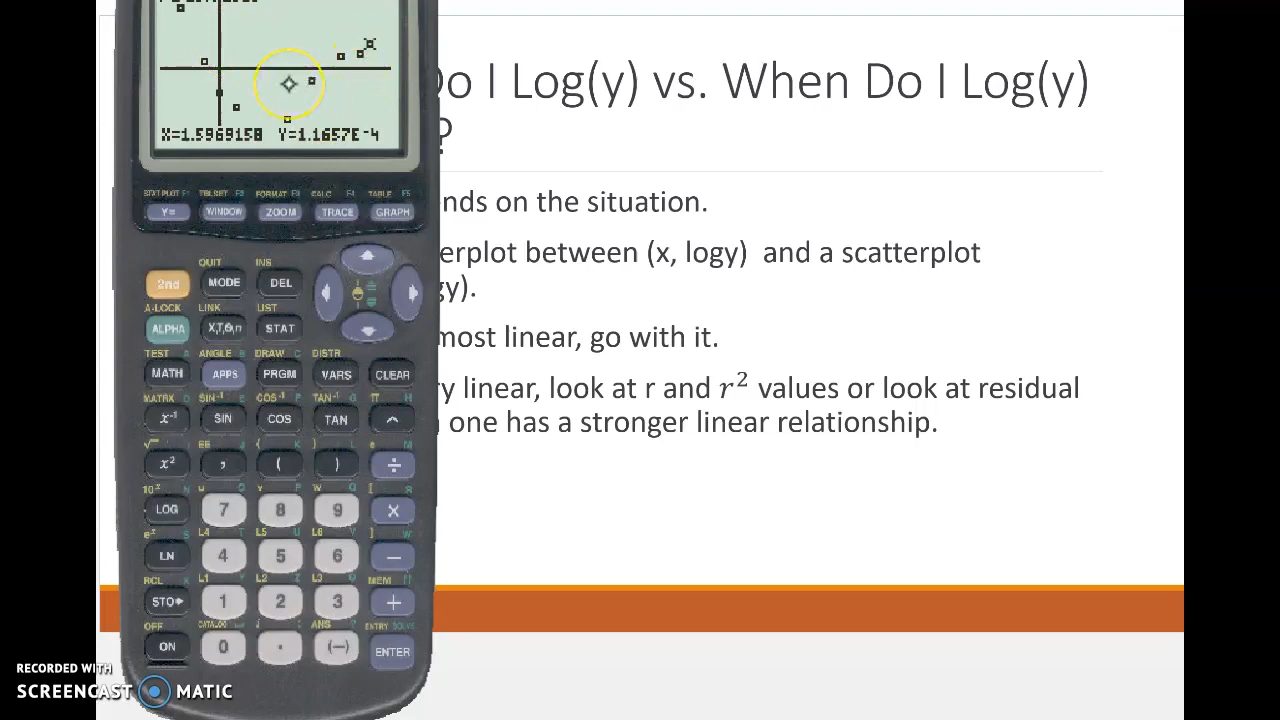 X=1.5969158 Y=1.1657E-4
Do I Log(y) vs. When Do I Log(y)
?
ends on the situation.
erplot between (x, logy) and a scatterplot
gy).
most linear, go with it.
ry linear, look at r and r² values or look at residual
one has a stronger linear relationship.
STAT PLOT F1 TBLSET F2 FORMAT F3 CALC F4 TABLE F5
Y= WINDOW ZOOM TRACE GRAPH
QUIT INS
2nd MODE DEL
A-LOCK LINK LIST
ALPHA X,T,θ,n STAT
TEST A ANGLE B DRAW C DISTR
MATH APPS PRGM VARS CLEAR
MATRX D SIN⁻¹ E COS⁻¹ F TAN⁻¹ G π H
x⁻¹ SIN COS TAN ^
√ I EE J { K } L e M
x² , ( ) ÷
10ˣ N u O v P w Q [ R
LOG 7 8 9 ×
eˣ S L4 T L5 U L6 V ] W
LN 4 5 6 −
RCL X L1 Y L2 Z L3 θ MEM "
STO▸ 1 2 3 +
OFF CATALOG i : ANS ? ENTRY SOLVE
ON 0 . (−) ENTER
RECORDED WITH
SCREENCAST MATIC